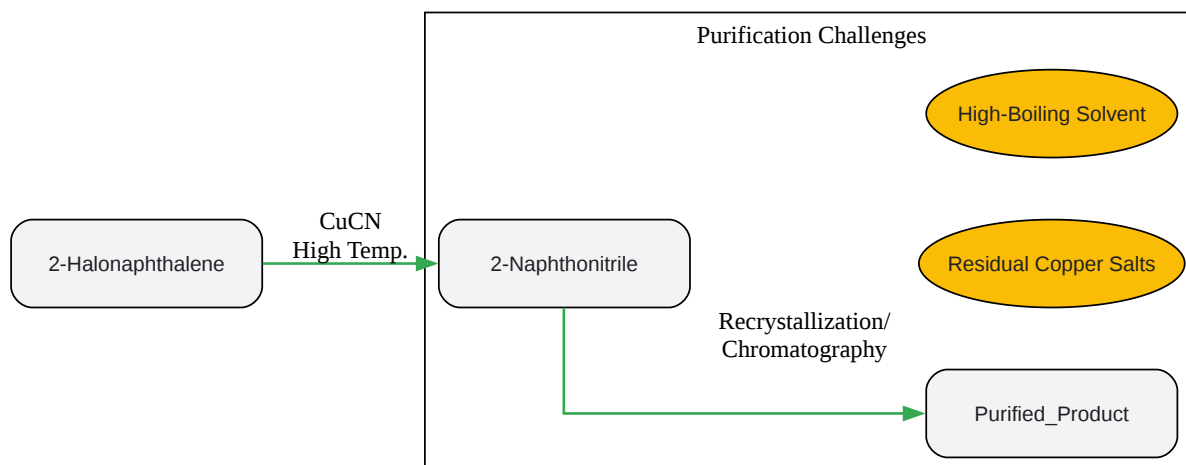 Purification Challenges
High-Boiling Solvent
CuCN
High Temp.
2-Halonaphthalene
2-Naphthonitrile
Residual Copper Salts
Recrystallization/
Chromatography
Purified_Product